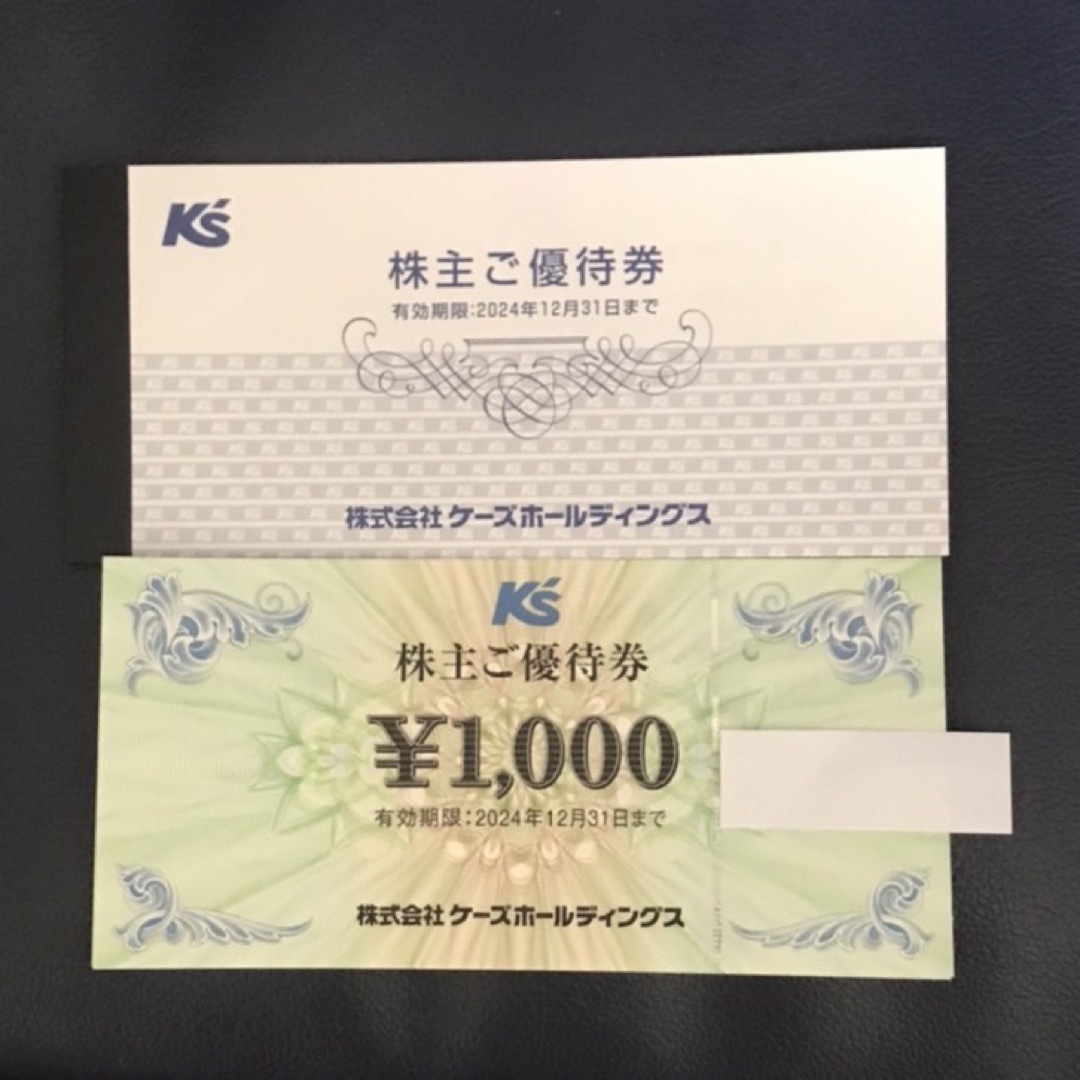 K's
株主ご優待券
有効期限:2024年12月31日まで
株式会社 ケーズホールディングス
K's
株主ご優待券
¥1,000
有効期限:2024年12月31日まで
株式会社 ケーズホールディングス